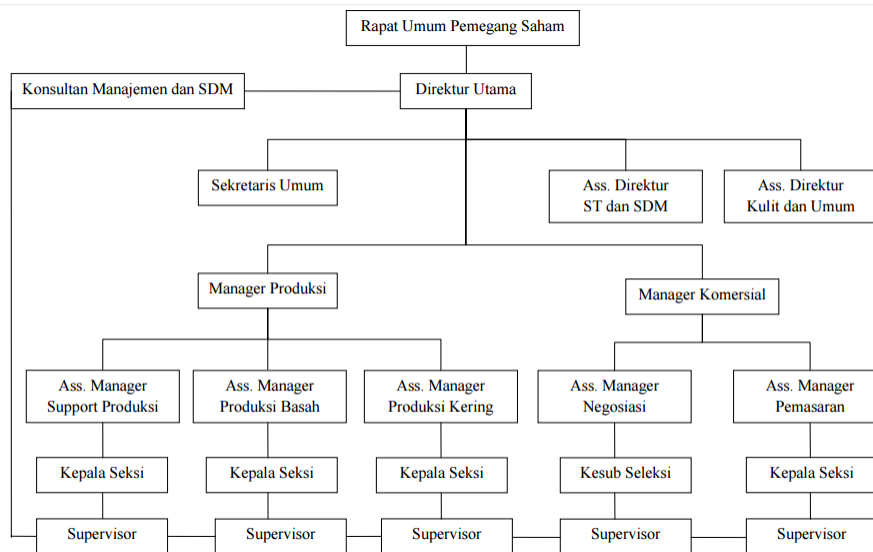 Rapat Umum Pemegang Saham
Konsultan Manajemen dan SDM
Direktur Utama
Sekretaris Umum
Ass. Direktur
ST dan SDM
Ass. Direktur
Kulit dan Umum
Manager Produksi
Manager Komersial
Ass. Manager
Support Produksi
Ass. Manager
Produksi Basah
Ass. Manager
Produksi Kering
Ass. Manager
Negosiasi
Ass. Manager
Pemasaran
Kepala Seksi
Kepala Seksi
Kepala Seksi
Kesub Seleksi
Kepala Seksi
Supervisor
Supervisor
Supervisor
Supervisor
Supervisor